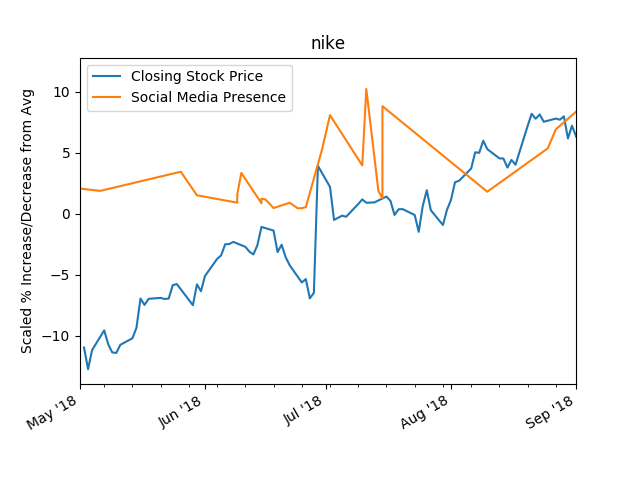 nike
Closing Stock Price
Social Media Presence
Scaled % Increase/Decrease from Avg
10
5
0
−5
−10
May '18
Jun '18
Jul '18
Aug '18
Sep '18